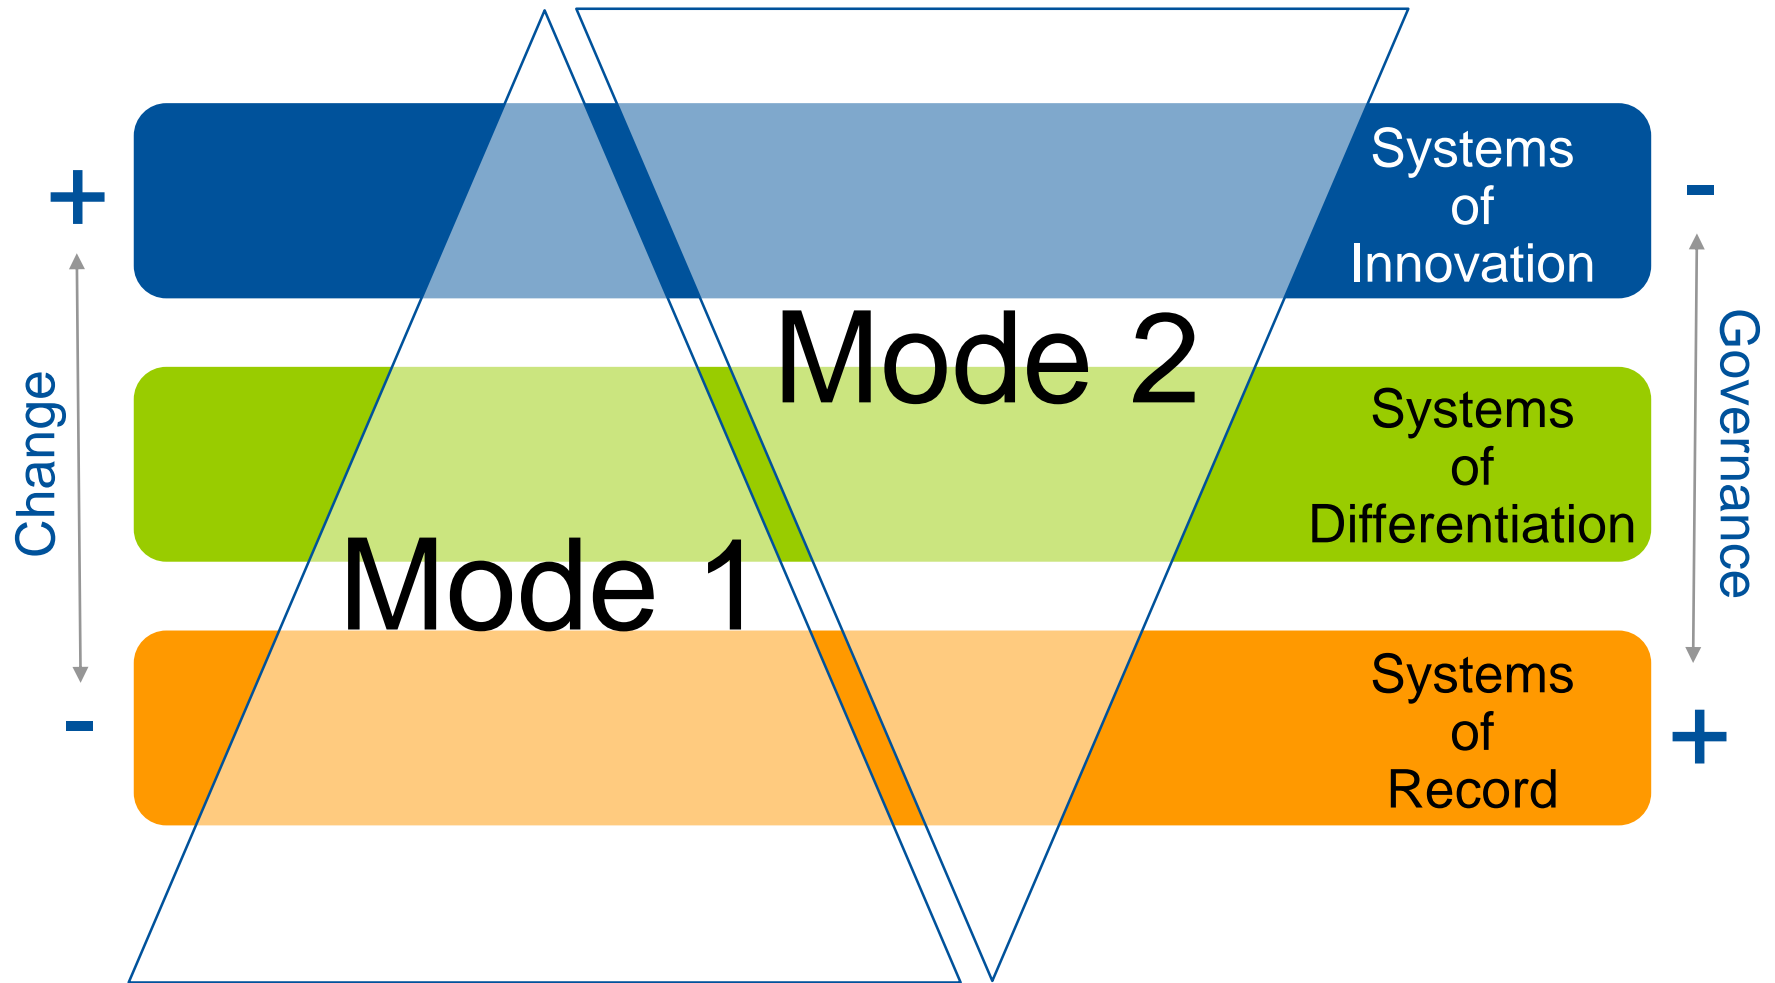 +
Change
-
Systems
of
Innovation
Mode 2
Systems
of
Differentiation
Mode 1
Systems
of
Record
-
Governance
+